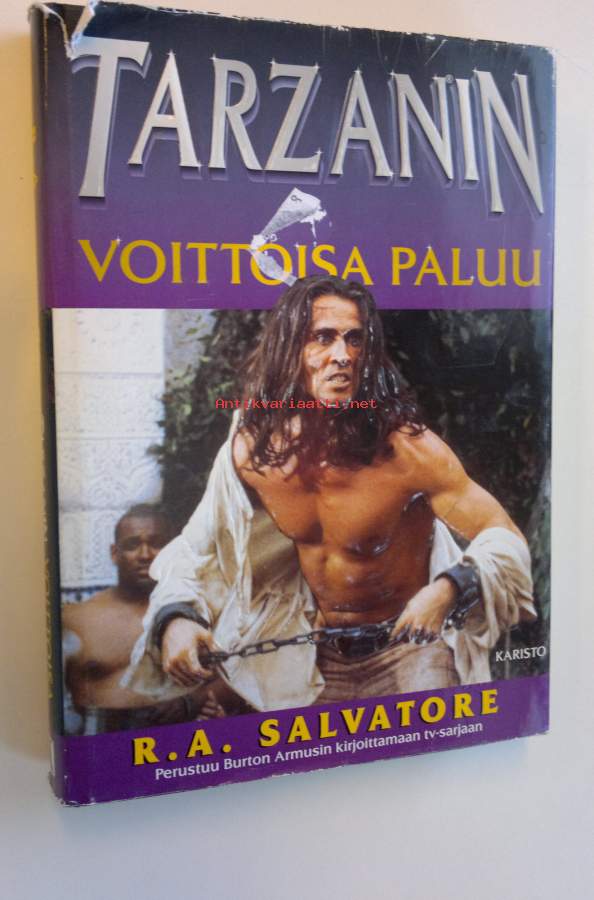 TARZANIN
VOITTOISA PALUU
Antikvariaatti.net
KARISTO
R.A. SALVATORE
Perustuu Burton Armusin kirjoittamaan tv-sarjaan